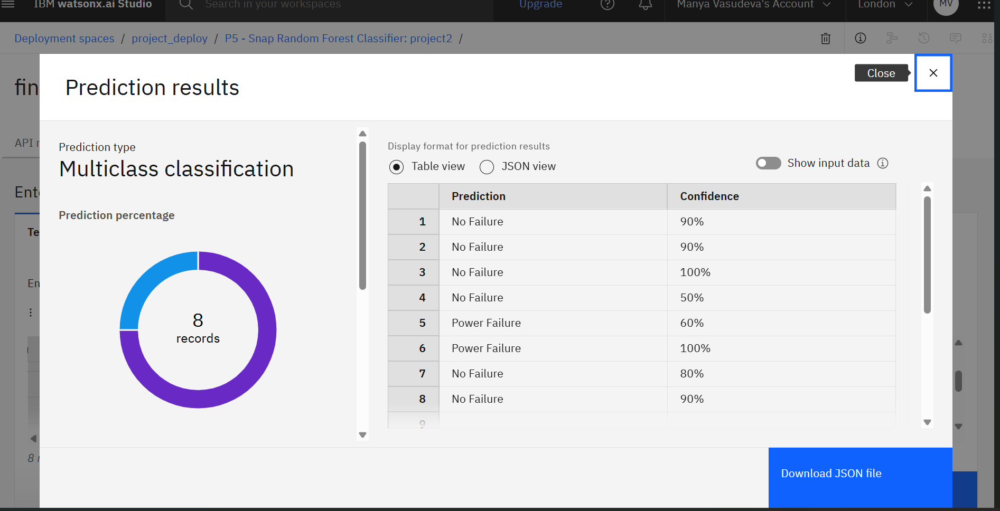 IBM watsonx.ai Studio
Search in your workspaces
Upgrade
Manya Vasudeva's Account
London
MV
Deployment spaces / project_deploy / P5 - Snap Random Forest Classifier: project2 /
fin
Prediction results
Close
API
Prediction type
Multiclass classification
Prediction percentage
8
records
Display format for prediction results
Table view
JSON view
Show input data
Prediction Confidence
1 No Failure 90%
2 No Failure 90%
3 No Failure 100%
4 No Failure 50%
5 Power Failure 60%
6 Power Failure 100%
7 No Failure 80%
8 No Failure 90%
9
Ente
Te
En
8
Download JSON file